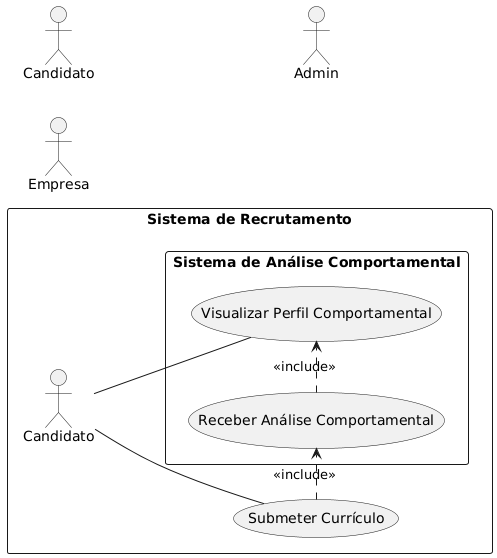 Candidato
Admin
Empresa
Sistema de Recrutamento
Sistema de Análise Comportamental
Visualizar Perfil Comportamental
«include»
Receber Análise Comportamental
Candidato
«include»
Submeter Currículo